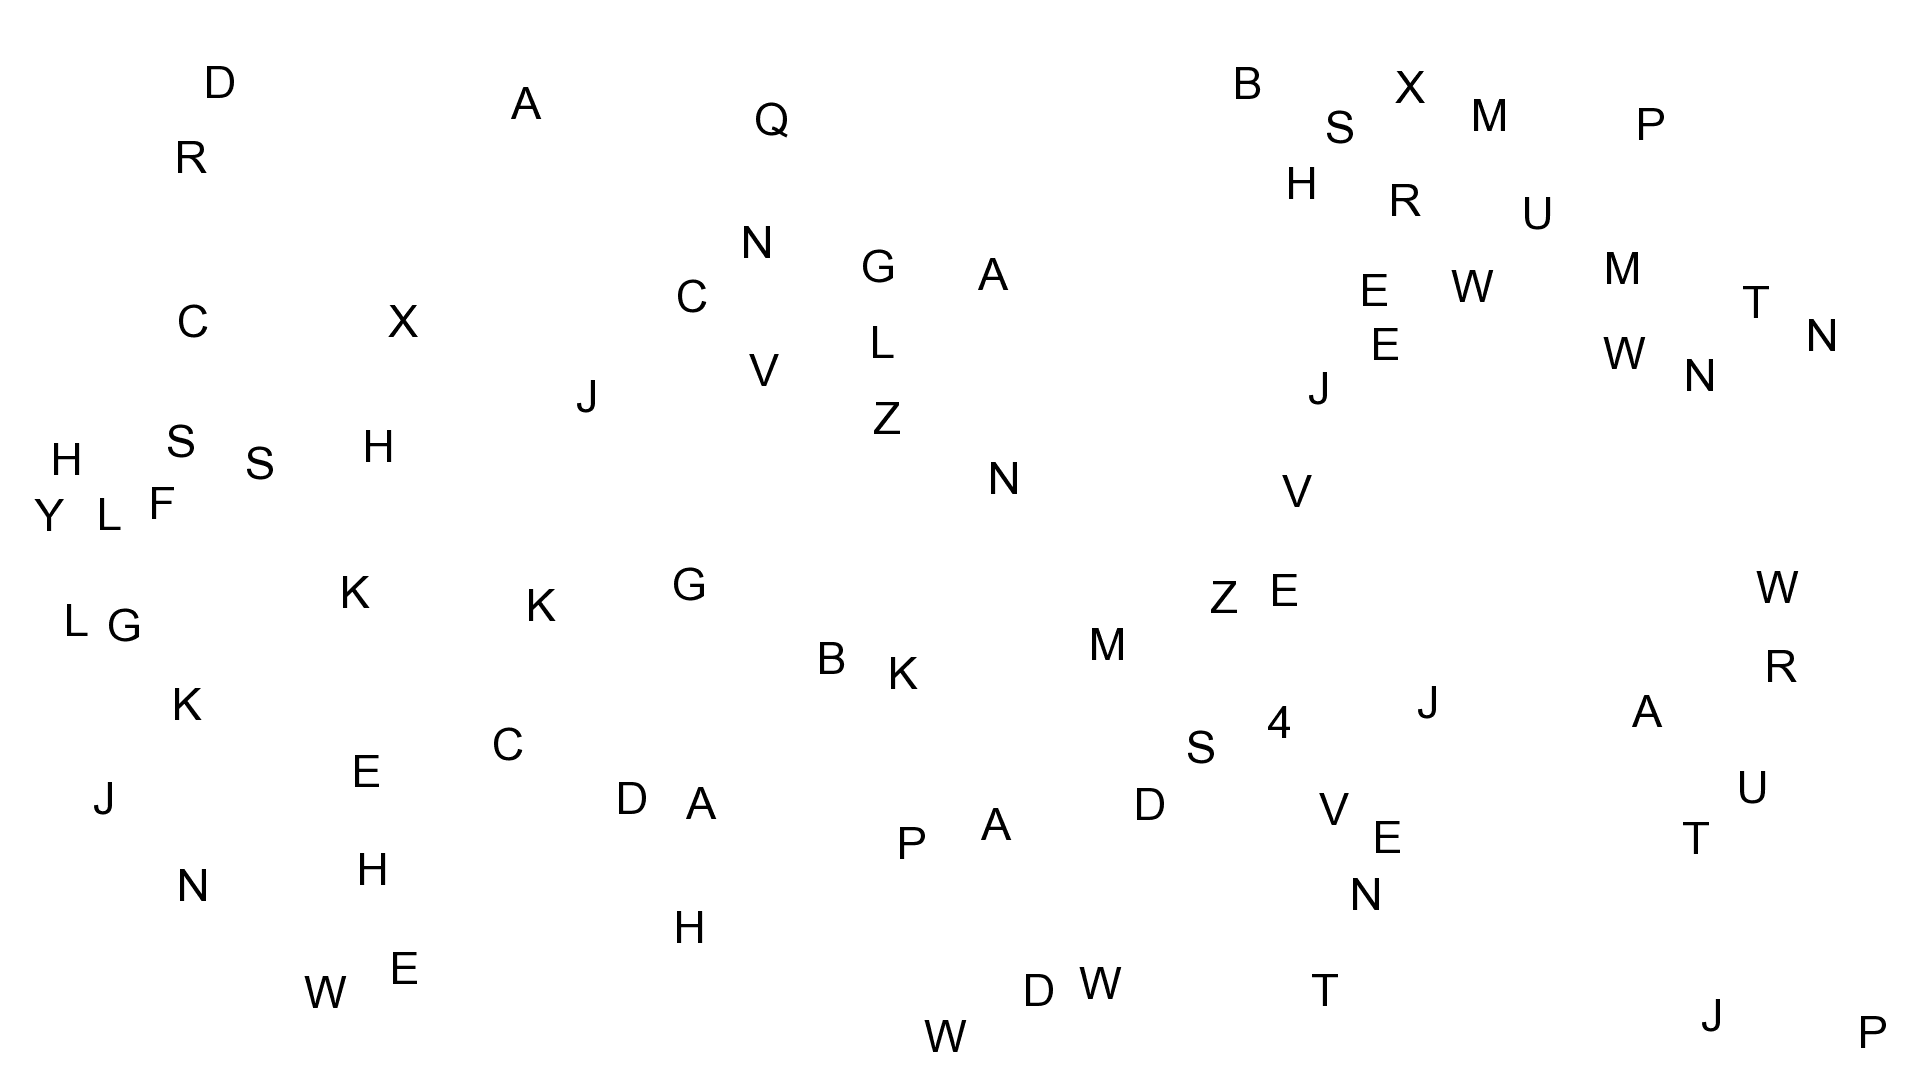 D A Q B X M P
R S
H R U
N G A
C X C E W M T
J V L E W N N
Z J
H S S H
Y L F N V
K K G Z E W
L G B K M R
K C S 4 J A
J E D A D V U
P A E T
N H N
H
W E D W T
W J P